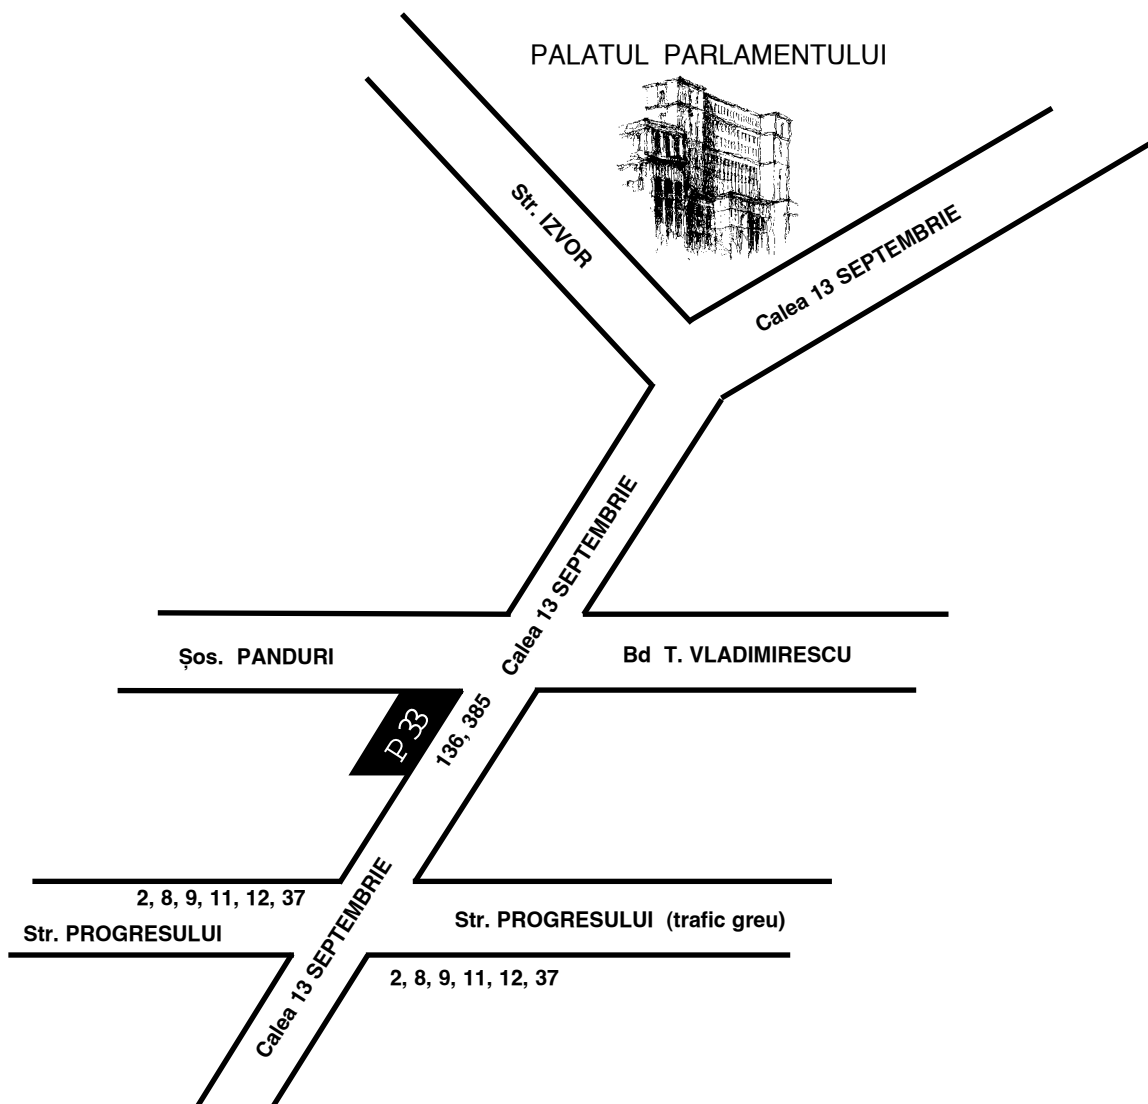 PALATUL PARLAMENTULUI
Str. IZVOR
Calea 13 SEPTEMBRIE
Calea 13 SEPTEMBRIE
Șos. PANDURI
Bd T. VLADIMIRESCU
P 33
136, 385
2, 8, 9, 11, 12, 37
Str. PROGRESULUI
Calea 13 SEPTEMBRIE
Str. PROGRESULUI (trafic greu)
2, 8, 9, 11, 12, 37